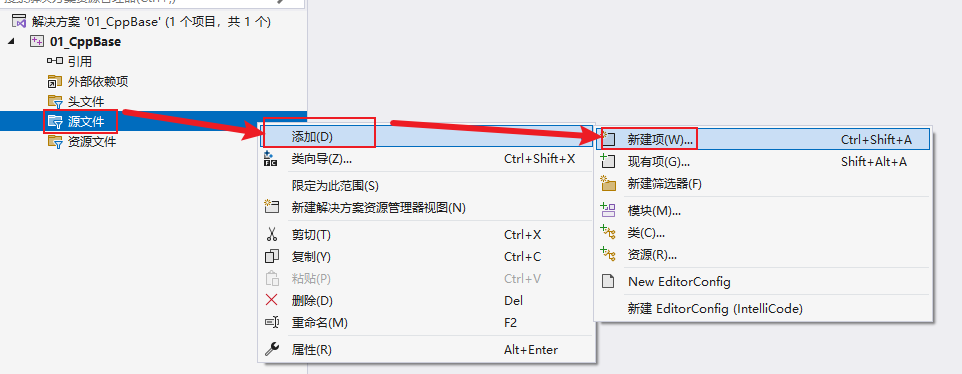 解决方案 '01_CppBase' (1 个项目，共 1 个)
01_CppBase
引用
外部依赖项
头文件
源文件
资源文件
添加(D)
类向导(Z)... Ctrl+Shift+X
限定为此范围(S)
新建解决方案资源管理器视图(N)
剪切(T) Ctrl+X
复制(Y) Ctrl+C
粘贴(P) Ctrl+V
删除(D) Del
重命名(M) F2
属性(R) Alt+Enter
新建项(W)... Ctrl+Shift+A
现有项(G)... Shift+Alt+A
新建筛选器(F)
模块(M)...
类(C)...
资源(R)...
New EditorConfig
新建 EditorConfig (IntelliCode)